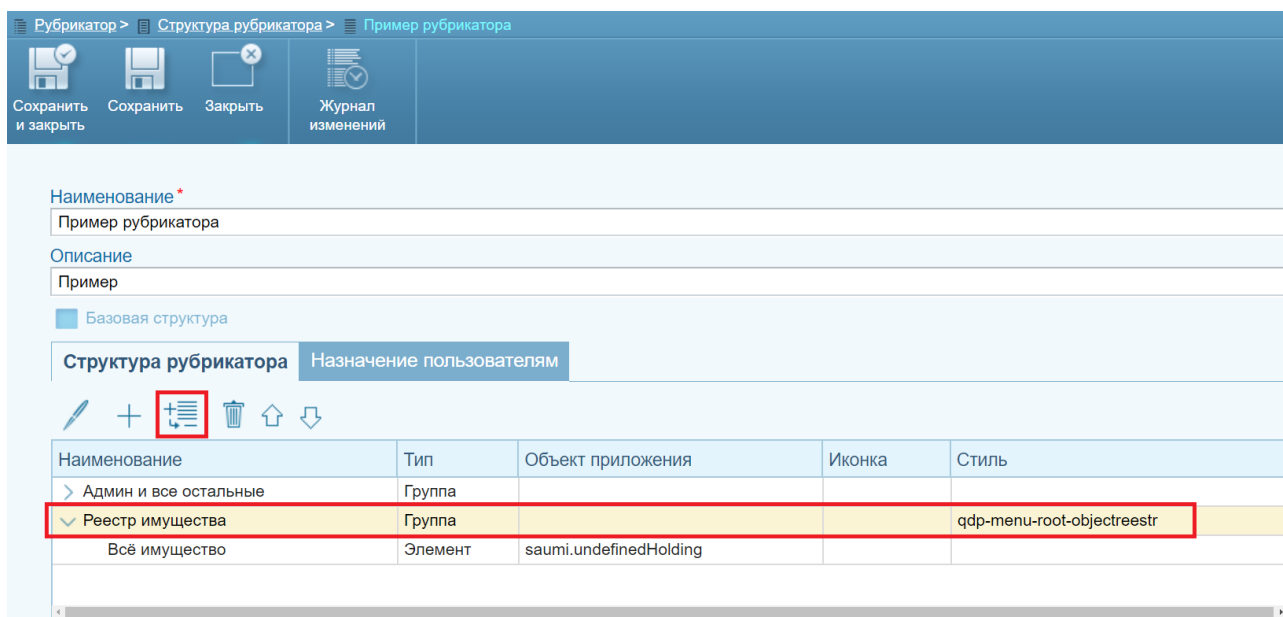 Рубрикатор > Структура рубрикатора > Пример рубрикатора
Сохранить и закрыть
Сохранить
Закрыть
Журнал изменений
Наименование *
Пример рубрикатора
Описание
Пример
Базовая структура
Структура рубрикатора Назначение пользователям
Наименование Тип Объект приложения Иконка Стиль
Админ и все остальные Группа
Реестр имущества Группа qdp-menu-root-objectreestr
Всё имущество Элемент saumi.undefinedHolding